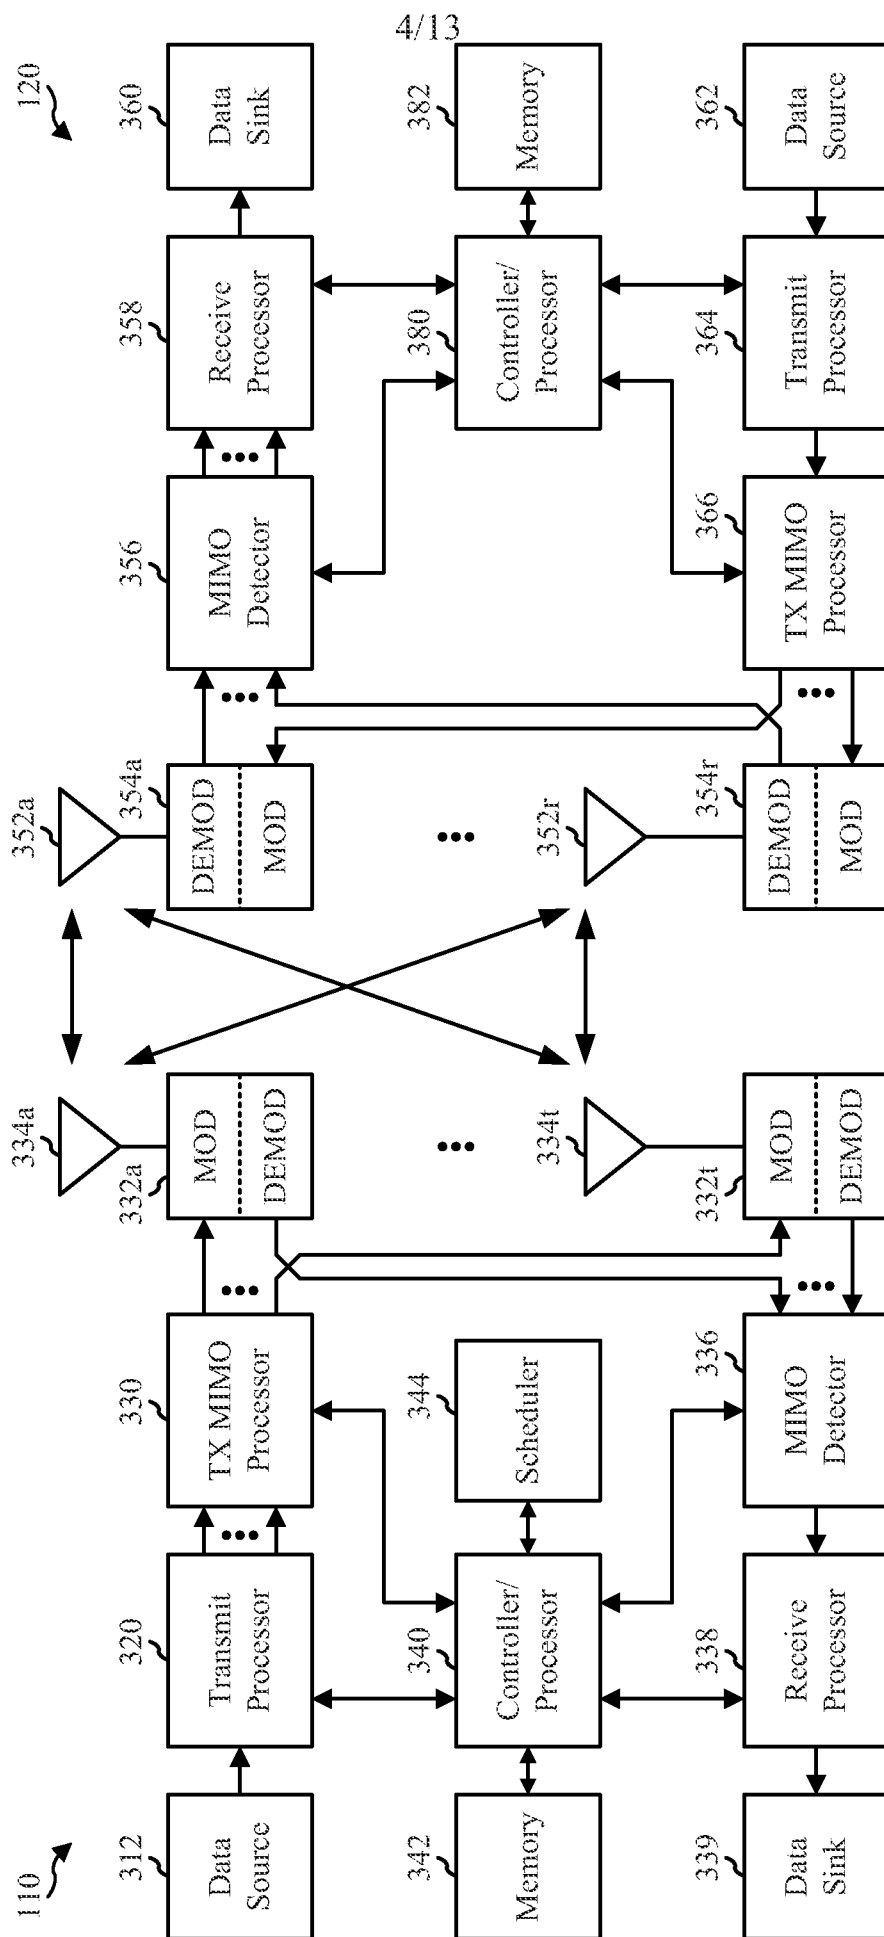 4/13
110
120
312
Data
Source
320
Transmit
Processor
330
TX MIMO
Processor
332a
MOD
DEMOD
334a
352a
354a
DEMOD
MOD
356
MIMO
Detector
358
Receive
Processor
360
Data
Sink
342
Memory
340
Controller/
Processor
344
Scheduler
380
Controller/
Processor
382
Memory
339
Data
Sink
338
Receive
Processor
336
MIMO
Detector
332t
MOD
DEMOD
334t
352r
354r
DEMOD
MOD
366
TX MIMO
Processor
364
Transmit
Processor
362
Data
Source